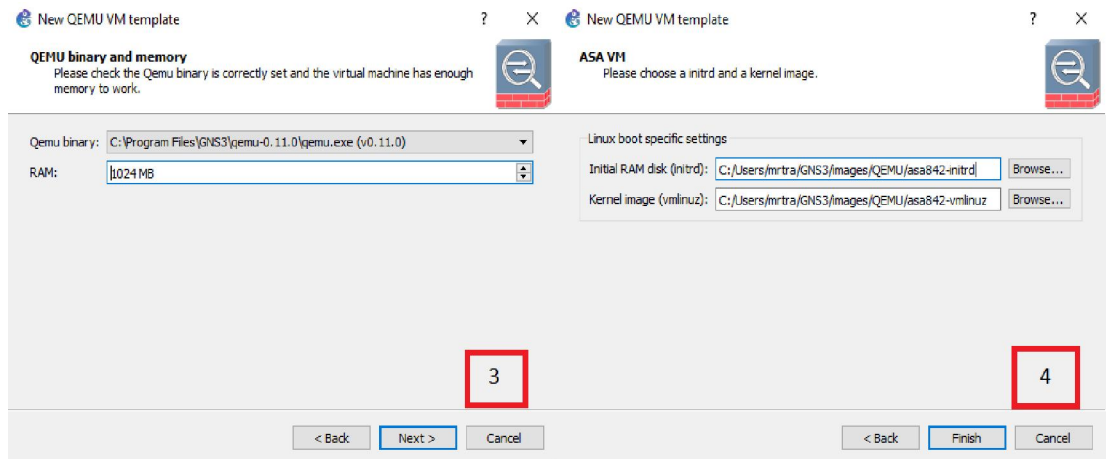 New QEMU VM template
QEMU binary and memory
Please check the Qemu binary is correctly set and the virtual machine has enough
memory to work.
Qemu binary: C:\Program Files\GNS3\qemu-0.11.0\qemu.exe (v0.11.0)
RAM: 1024 MB
3
< Back Next > Cancel
New QEMU VM template
ASA VM
Please choose a initrd and a kernel image.
Linux boot specific settings
Initial RAM disk (initrd): C:/Users/mrtra/GNS3/images/QEMU/asa842-initrd Browse...
Kernel image (vmlinuz): C:/Users/mrtra/GNS3/images/QEMU/asa842-vmlinuz Browse...
4
< Back Finish Cancel